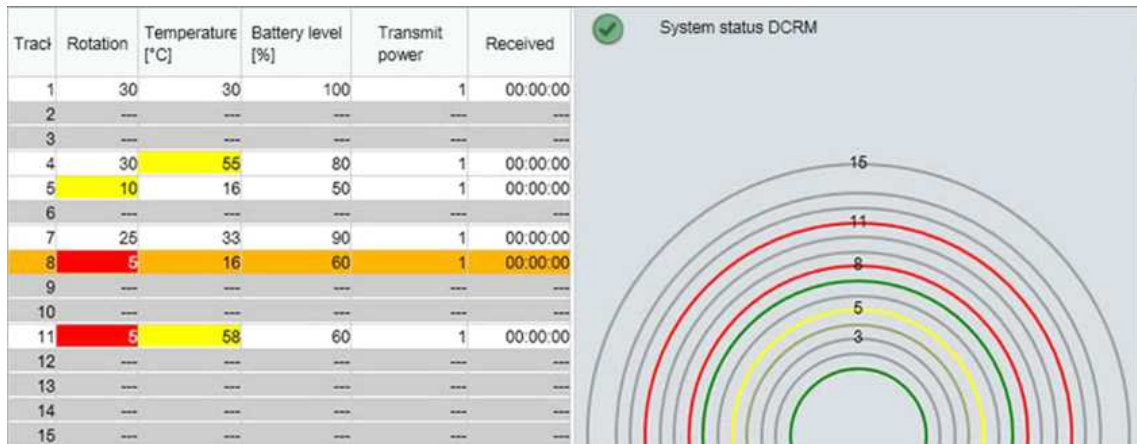 Track Rotation Temperature [°C] Battery level [%] Transmit power Received
1 30 30 100 1 00:00:00
2 --- --- --- --- ---
3 --- --- --- --- ---
4 30 55 80 1 00:00:00
5 10 16 50 1 00:00:00
6 --- --- --- --- ---
7 25 33 90 1 00:00:00
8 5 16 60 1 00:00:00
9 --- --- --- --- ---
10 --- --- --- --- ---
11 5 58 60 1 00:00:00
12 --- --- --- --- ---
13 --- --- --- --- ---
14 --- --- --- --- ---
15 --- --- --- --- ---
System status DCRM
15
11
8
5
3